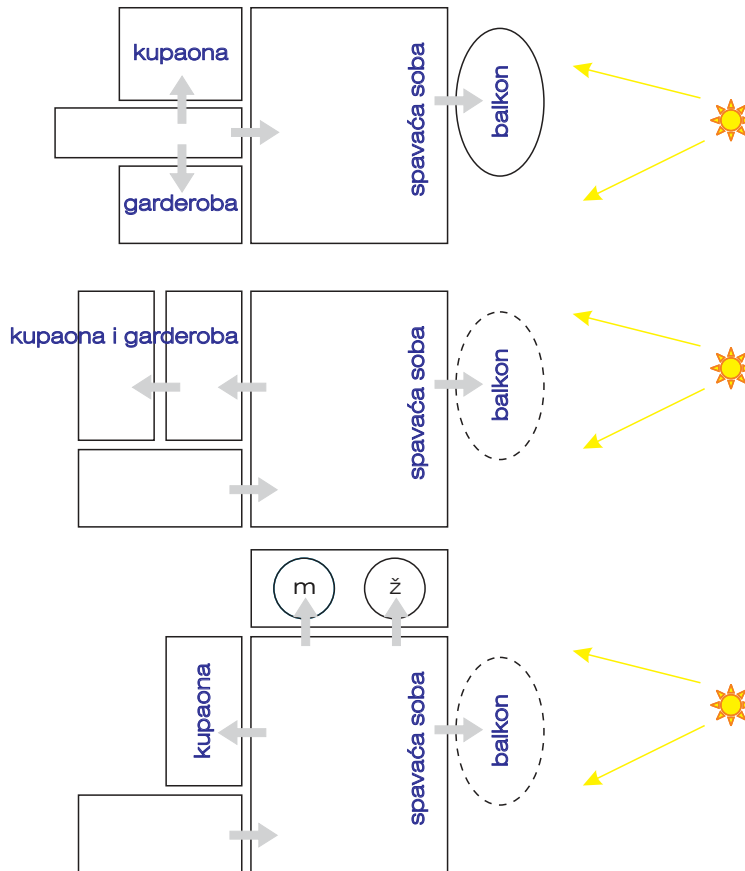 kupaona
spavaća soba
balkon
garderoba
kupaona i garderoba
spavaća soba
balkon
m
ž
kupaona
spavaća soba
balkon